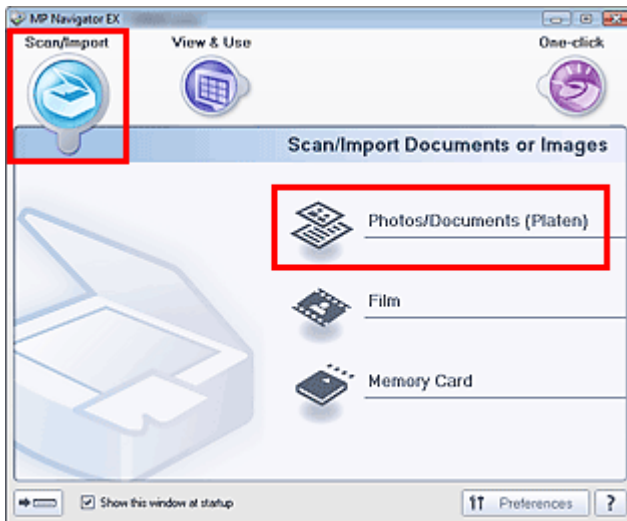 MP Navigator EX
Scan/Import
View & Use
One-click
Scan/Import Documents or Images
Photos/Documents (Platen)
Film
Memory Card
Show this window at startup
Preferences
?